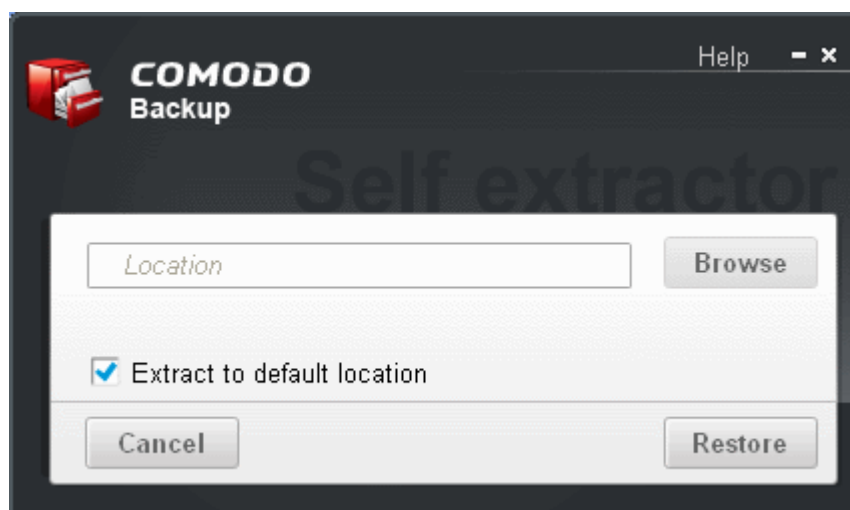 COMODO
Backup
Help
Self extractor
Location
Browse
Extract to default location
Cancel
Restore